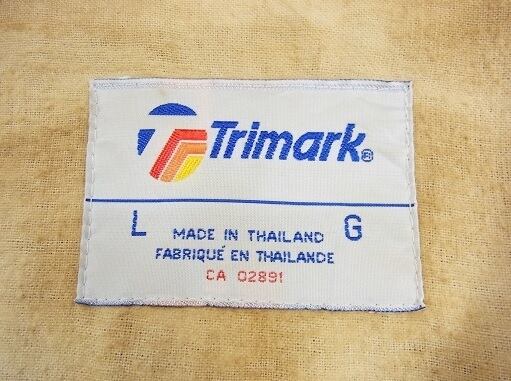 Trimark®
L G
MADE IN THAILAND
FABRIQUÉ EN THAILANDE
CA 02891